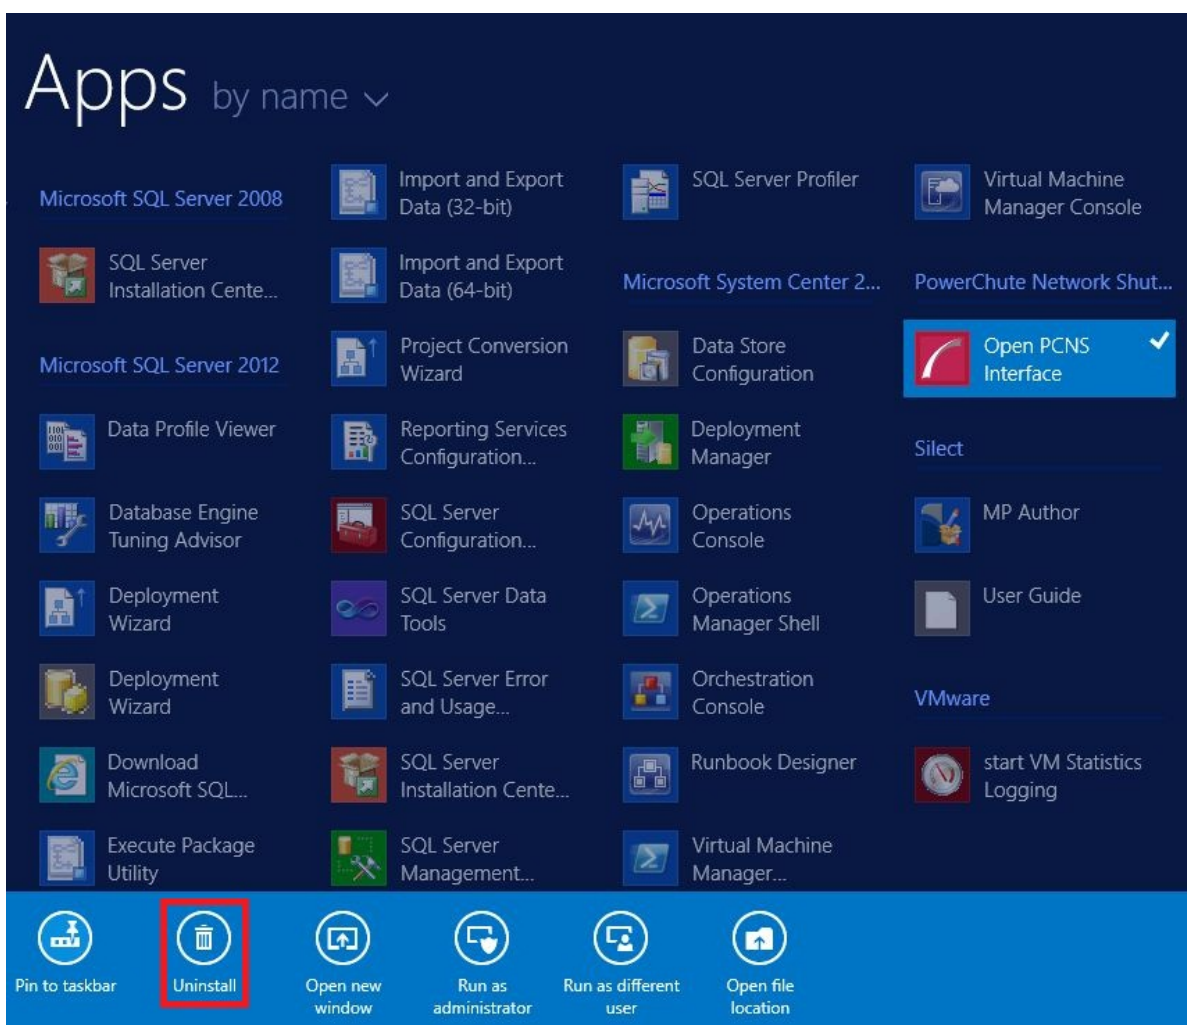 Apps by name
Microsoft SQL Server 2008
SQL Server
Installation Cente...
Microsoft SQL Server 2012
Data Profile Viewer
Database Engine
Tuning Advisor
Deployment
Wizard
Deployment
Wizard
Download
Microsoft SQL...
Execute Package
Utility
Import and Export
Data (32-bit)
Import and Export
Data (64-bit)
Project Conversion
Wizard
Reporting Services
Configuration...
SQL Server
Configuration...
SQL Server Data
Tools
SQL Server Error
and Usage...
SQL Server
Installation Cente...
SQL Server
Management...
SQL Server Profiler
Microsoft System Center 2...
Data Store
Configuration
Deployment
Manager
Operations
Console
Operations
Manager Shell
Orchestration
Console
Runbook Designer
Virtual Machine
Manager...
Virtual Machine
Manager Console
PowerChute Network Shut...
Open PCNS
Interface
Silect
MP Author
User Guide
VMware
start VM Statistics
Logging
Pin to taskbar
Uninstall
Open new
window
Run as
administrator
Run as different
user
Open file
location